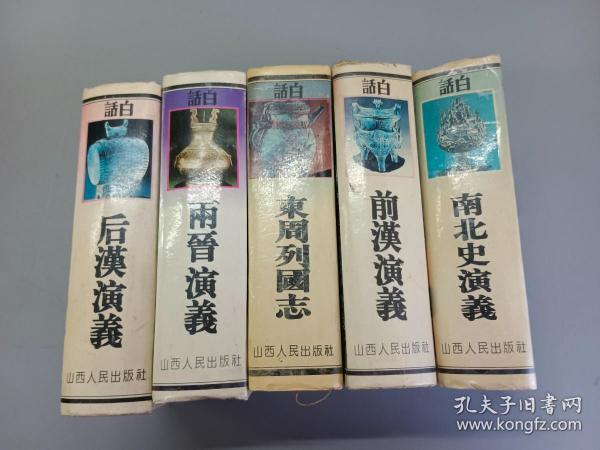 白話
后漢演義
山西人民出版社
白話
兩晉演義
山西人民出版社
白話
東周列國志
山西人民出版社
白話
前漢演義
山西人民出版社
白話
南北史演義
山西人民出版社
孔夫子旧书网
www.kongfz.com